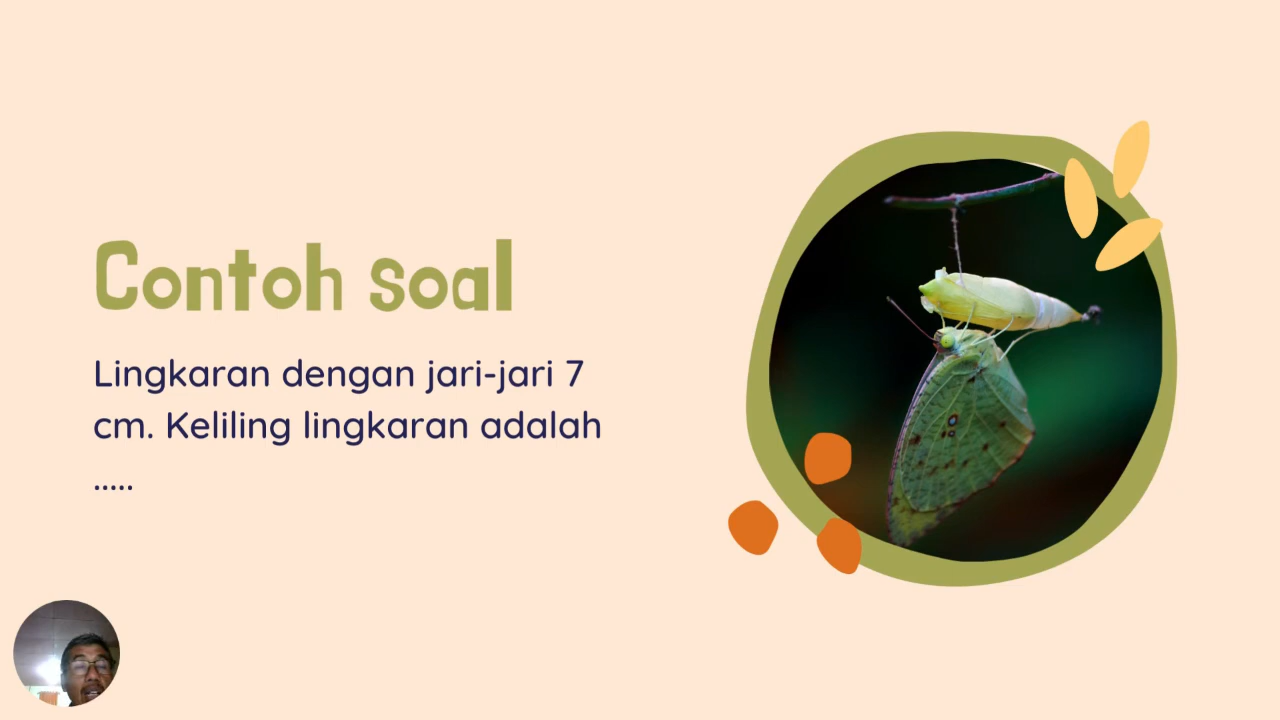 Contoh soal
Lingkaran dengan jari-jari 7
cm. Keliling lingkaran adalah
.....